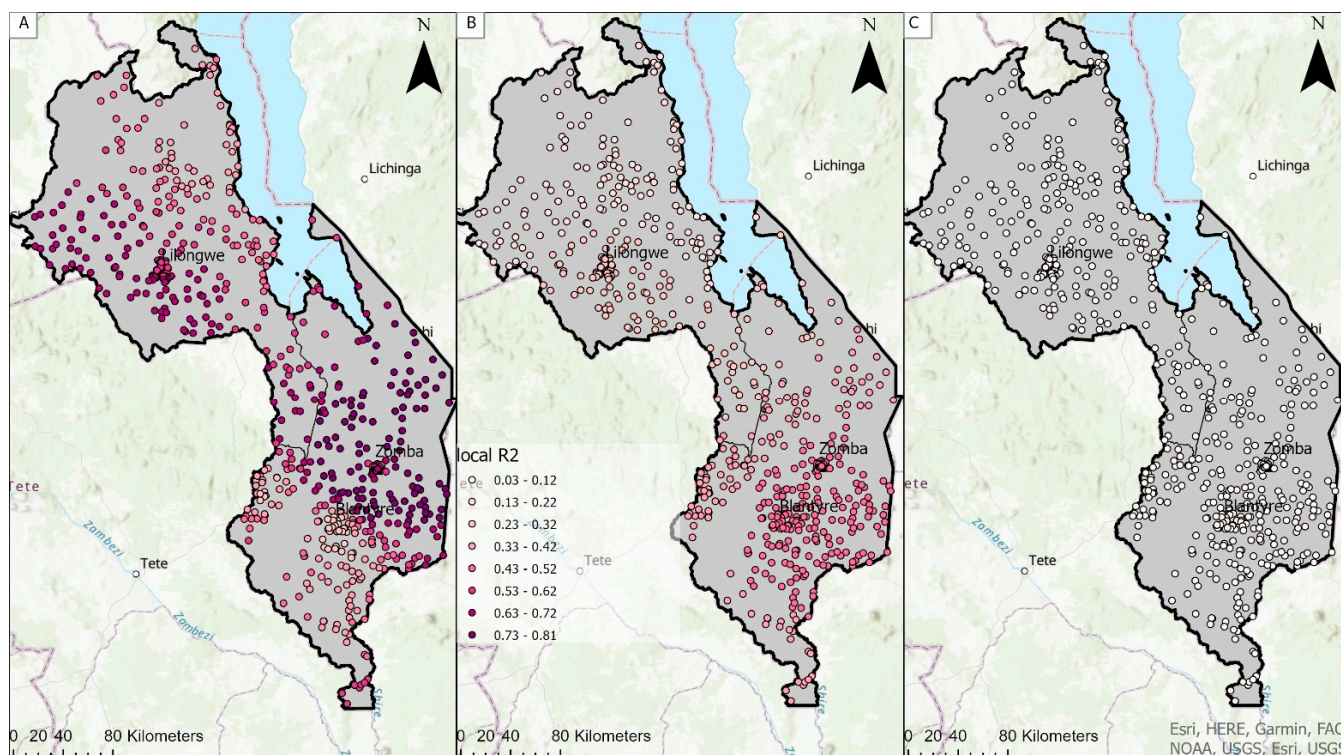 A
N
Lichinga
Lilongwe
hi
Zomba
Blantyre
Tete
Zambezi
Tete
Zambezi
Shire
0 20 40 80 Kilometers
B
N
Lichinga
Lilongwe
hi
Zomba
Blantyre
local R2
0.03 - 0.12
0.13 - 0.22
0.23 - 0.32
0.33 - 0.42
0.43 - 0.52
0.53 - 0.62
0.63 - 0.72
0.73 - 0.81
Tete
Shire
0 20 40 80 Kilometers
C
N
Lichinga
Lilongwe
hi
Zomba
Blantyre
Tete
Zambezi
Tete
Zambezi
Shire
0 20 40 80 Kilometers
Esri, HERE, Garmin, FAO
NOAA, USGS, Esri, USGS